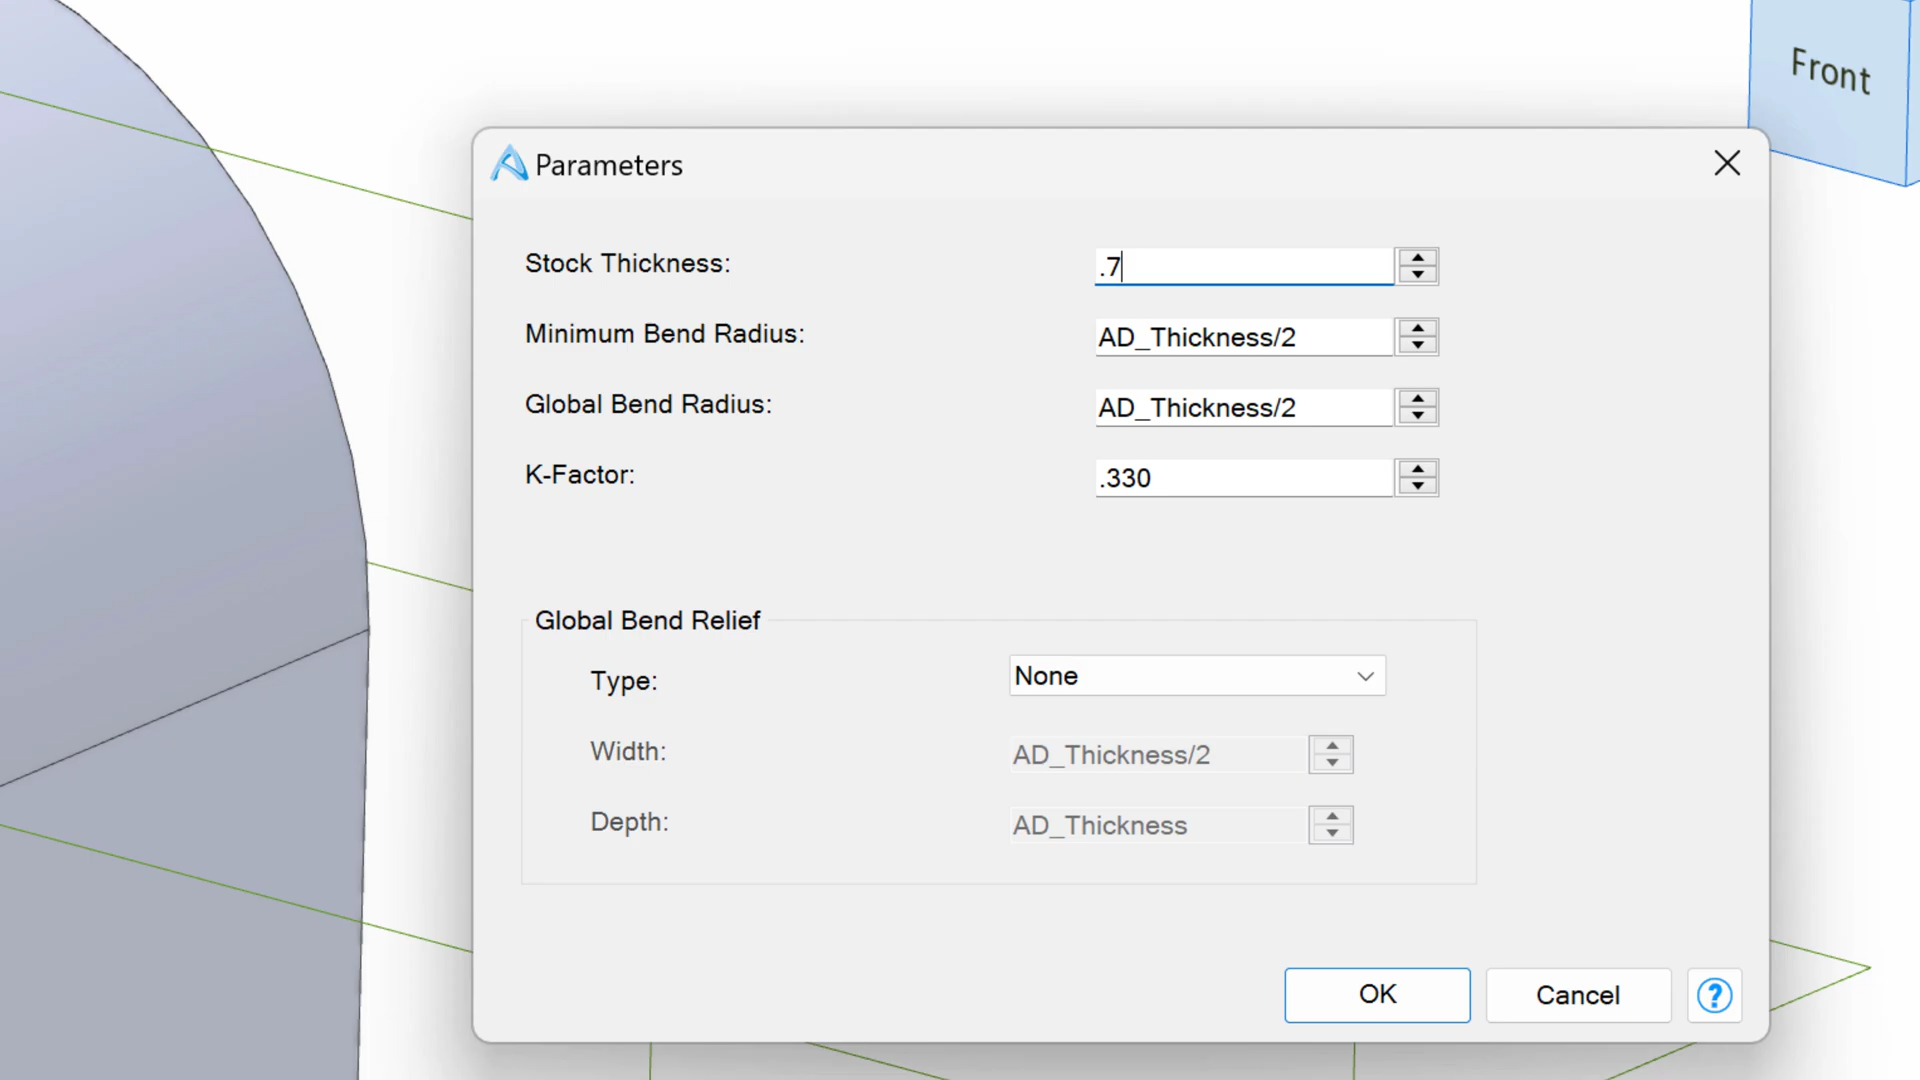 Front
Parameters
Stock Thickness: .7
Minimum Bend Radius: AD_Thickness/2
Global Bend Radius: AD_Thickness/2
K-Factor: .330
Global Bend Relief
Type: None
Width: AD_Thickness/2
Depth: AD_Thickness
OK Cancel ?